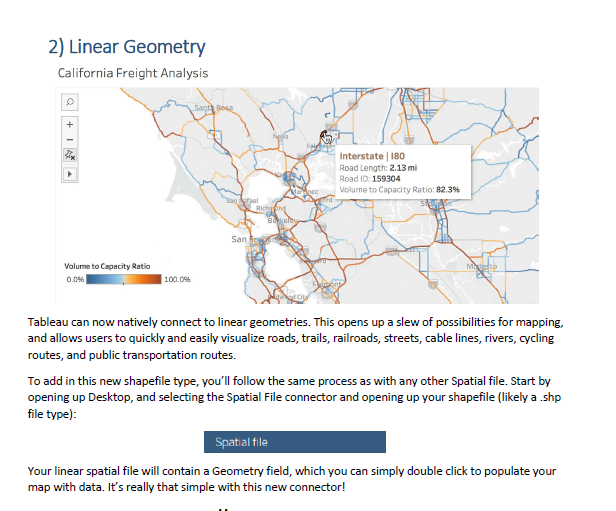 2) Linear Geometry
California Freight Analysis
Santa Rosa
Napa
Interstate | I80
Road Length: 2.13 mi
Road ID: 159304
Volume to Capacity Ratio: 82.3%
San Rafael
Richmond
Berkeley
San Francisco
Modesto
Fremont
Redwood City
Volume to Capacity Ratio
0.0%
100.0%
Tableau can now natively connect to linear geometries. This opens up a slew of possibilities for mapping,
and allows users to quickly and easily visualize roads, trails, railroads, streets, cable lines, rivers, cycling
routes, and public transportation routes.
To add in this new shapefile type, you'll follow the same process as with any other Spatial file. Start by
opening up Desktop, and selecting the Spatial File connector and opening up your shapefile (likely a .shp
file type):
Spatial file
Your linear spatial file will contain a Geometry field, which you can simply double click to populate your
map with data. It's really that simple with this new connector!